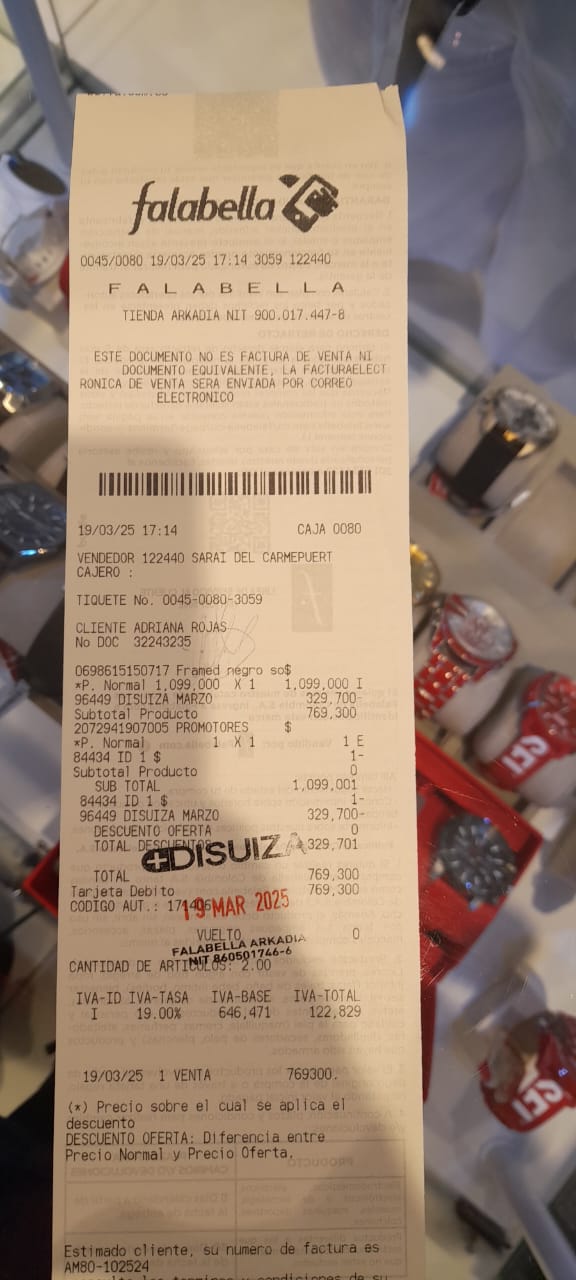 falabella
0045/0080 19/03/25 17:14 3059 122440
F A L A B E L L A
TIENDA ARKADIA NIT 900.017.447-8
ESTE DOCUMENTO NO ES FACTURA DE VENTA NI
DOCUMENTO EQUIVALENTE, LA FACTURAELECT
RONICA DE VENTA SERA ENVIADA POR CORREO
ELECTRONICO
19/03/25 17:14 CAJA 0080
VENDEDOR 122440 SARAI DEL CARMEPUERT
CAJERO :
TIQUETE No. 0045-0080-3059
CLIENTE ADRIANA ROJAS
No DOC 32243235
0698615150717 Framed negro so$
*P. Normal 1,099,000 X 1 1,099,000 I
96449 DISUIZA MARZO 329,700-
Subtotal Producto 769,300
2072941907005 PROMOTORES $
*P. Normal 1 X 1 1 E
84434 ID 1 $ 1-
Subtotal Producto 0
SUB TOTAL 1,099,001
84434 ID 1 $ 1-
96449 DISUIZA MARZO 329,700-
DESCUENTO OFERTA 0
TOTAL DESCUENTOS 329,701
DISUIZA
TOTAL 769,300
Tarjeta Debito 769,300
CODIGO AUT.:
19 MAR 2025
VUELTO 0
FALABELLA ARKADIA
NIT 860501746-6
CANTIDAD DE ARTICULOS: 2.00
IVA-ID IVA-TASA IVA-BASE IVA-TOTAL
I 19.00% 646,471 122,829
19/03/25 1 VENTA 769300.
(*) Precio sobre el cual se aplica el
descuento
DESCUENTO OFERTA: Diferencia entre
Precio Normal y Precio Oferta.
Estimado cliente, su numero de factura es
AM80-102524